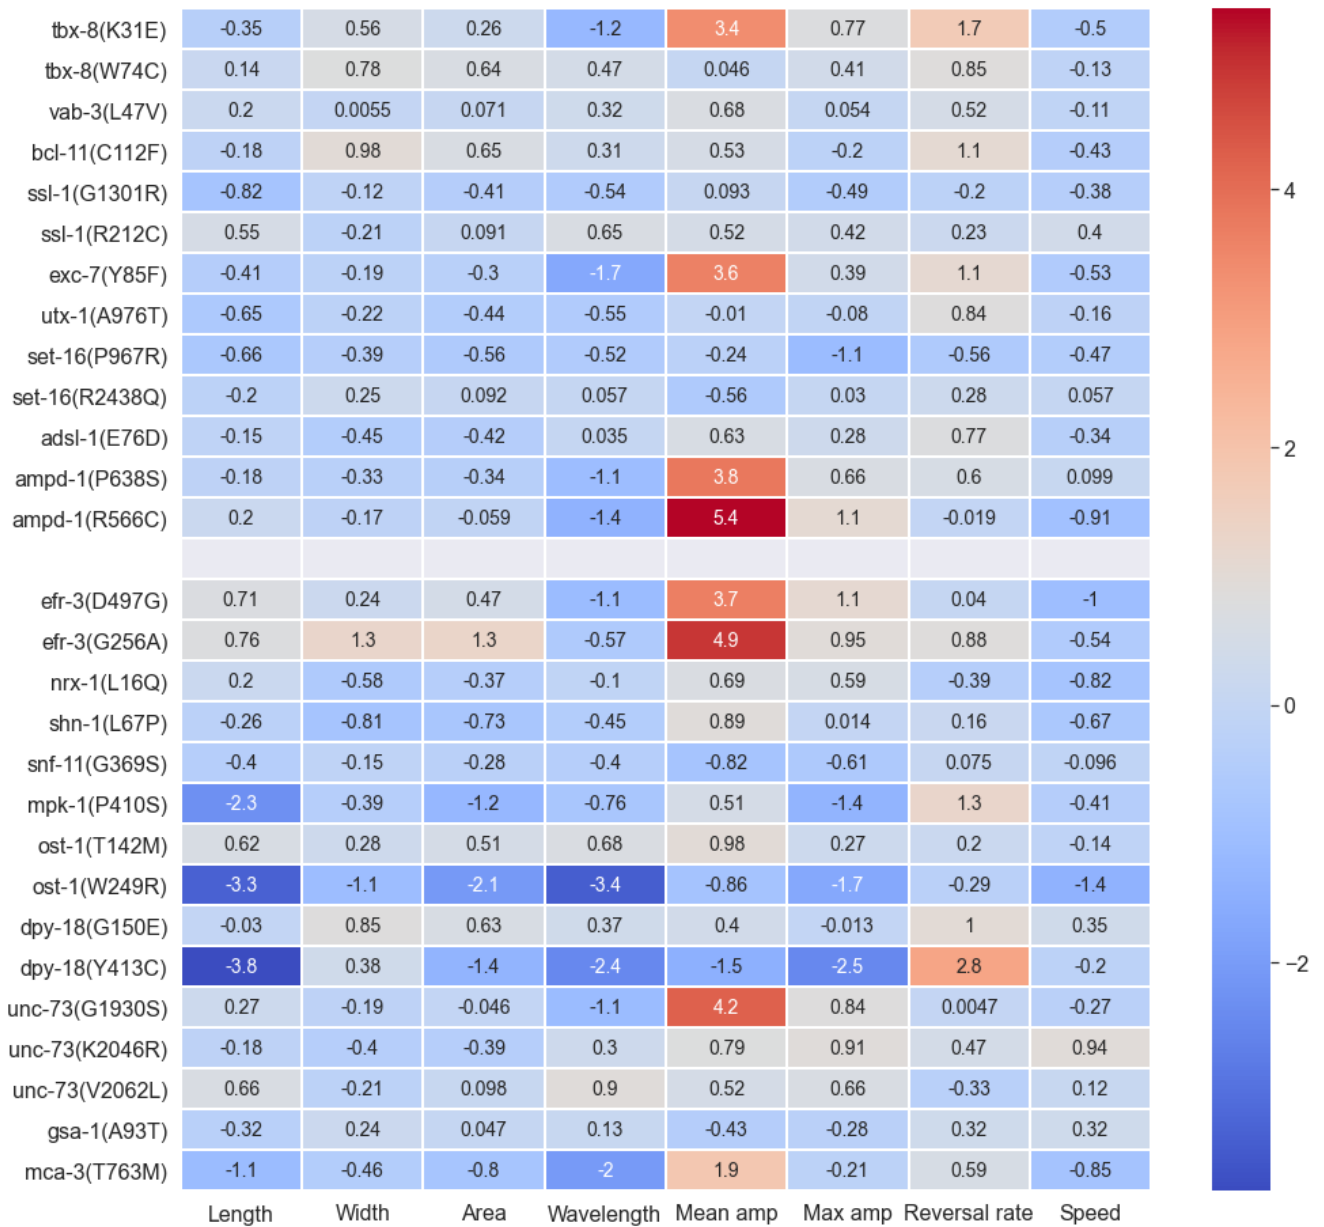 tbx-8(K31E) -0.35 0.56 0.26 -1.2 3.4 0.77 1.7 -0.5
tbx-8(W74C) 0.14 0.78 0.64 0.47 0.046 0.41 0.85 -0.13
vab-3(L47V) 0.2 0.0055 0.071 0.32 0.68 0.054 0.52 -0.11
bcl-11(C112F) -0.18 0.98 0.65 0.31 0.53 -0.2 1.1 -0.43
ssl-1(G1301R) -0.82 -0.12 -0.41 -0.54 0.093 -0.49 -0.2 -0.38
4
ssl-1(R212C) 0.55 -0.21 0.091 0.65 0.52 0.42 0.23 0.4
exc-7(Y85F) -0.41 -0.19 -0.3 -1.7 3.6 0.39 1.1 -0.53
utx-1(A976T) -0.65 -0.22 -0.44 -0.55 -0.01 -0.08 0.84 -0.16
set-16(P967R) -0.66 -0.39 -0.56 -0.52 -0.24 -1.1 -0.56 -0.47
set-16(R2438Q) -0.2 0.25 0.092 0.057 -0.56 0.03 0.28 0.057
adsl-1(E76D) -0.15 -0.45 -0.42 0.035 0.63 0.28 0.77 -0.34
2
ampd-1(P638S) -0.18 -0.33 -0.34 -1.1 3.8 0.66 0.6 0.099
ampd-1(R566C) 0.2 -0.17 -0.059 -1.4 5.4 1.1 -0.019 -0.91
efr-3(D497G) 0.71 0.24 0.47 -1.1 3.7 1.1 0.04 -1
efr-3(G256A) 0.76 1.3 1.3 -0.57 4.9 0.95 0.88 -0.54
nrx-1(L16Q) 0.2 -0.58 -0.37 -0.1 0.69 0.59 -0.39 -0.82
0
shn-1(L67P) -0.26 -0.81 -0.73 -0.45 0.89 0.014 0.16 -0.67
snf-11(G369S) -0.4 -0.15 -0.28 -0.4 -0.82 -0.61 0.075 -0.096
mpk-1(P410S) -2.3 -0.39 -1.2 -0.76 0.51 -1.4 1.3 -0.41
ost-1(T142M) 0.62 0.28 0.51 0.68 0.98 0.27 0.2 -0.14
ost-1(W249R) -3.3 -1.1 -2.1 -3.4 -0.86 -1.7 -0.29 -1.4
dpy-18(G150E) -0.03 0.85 0.63 0.37 0.4 -0.013 1 0.35
dpy-18(Y413C) -3.8 0.38 -1.4 -2.4 -1.5 -2.5 2.8 -0.2
−2
unc-73(G1930S) 0.27 -0.19 -0.046 -1.1 4.2 0.84 0.0047 -0.27
unc-73(K2046R) -0.18 -0.4 -0.39 0.3 0.79 0.91 0.47 0.94
unc-73(V2062L) 0.66 -0.21 0.098 0.9 0.52 0.66 -0.33 0.12
gsa-1(A93T) -0.32 0.24 0.047 0.13 -0.43 -0.28 0.32 0.32
mca-3(T763M) -1.1 -0.46 -0.8 -2 1.9 -0.21 0.59 -0.85
Length Width Area Wavelength Mean amp Max amp Reversal rate Speed